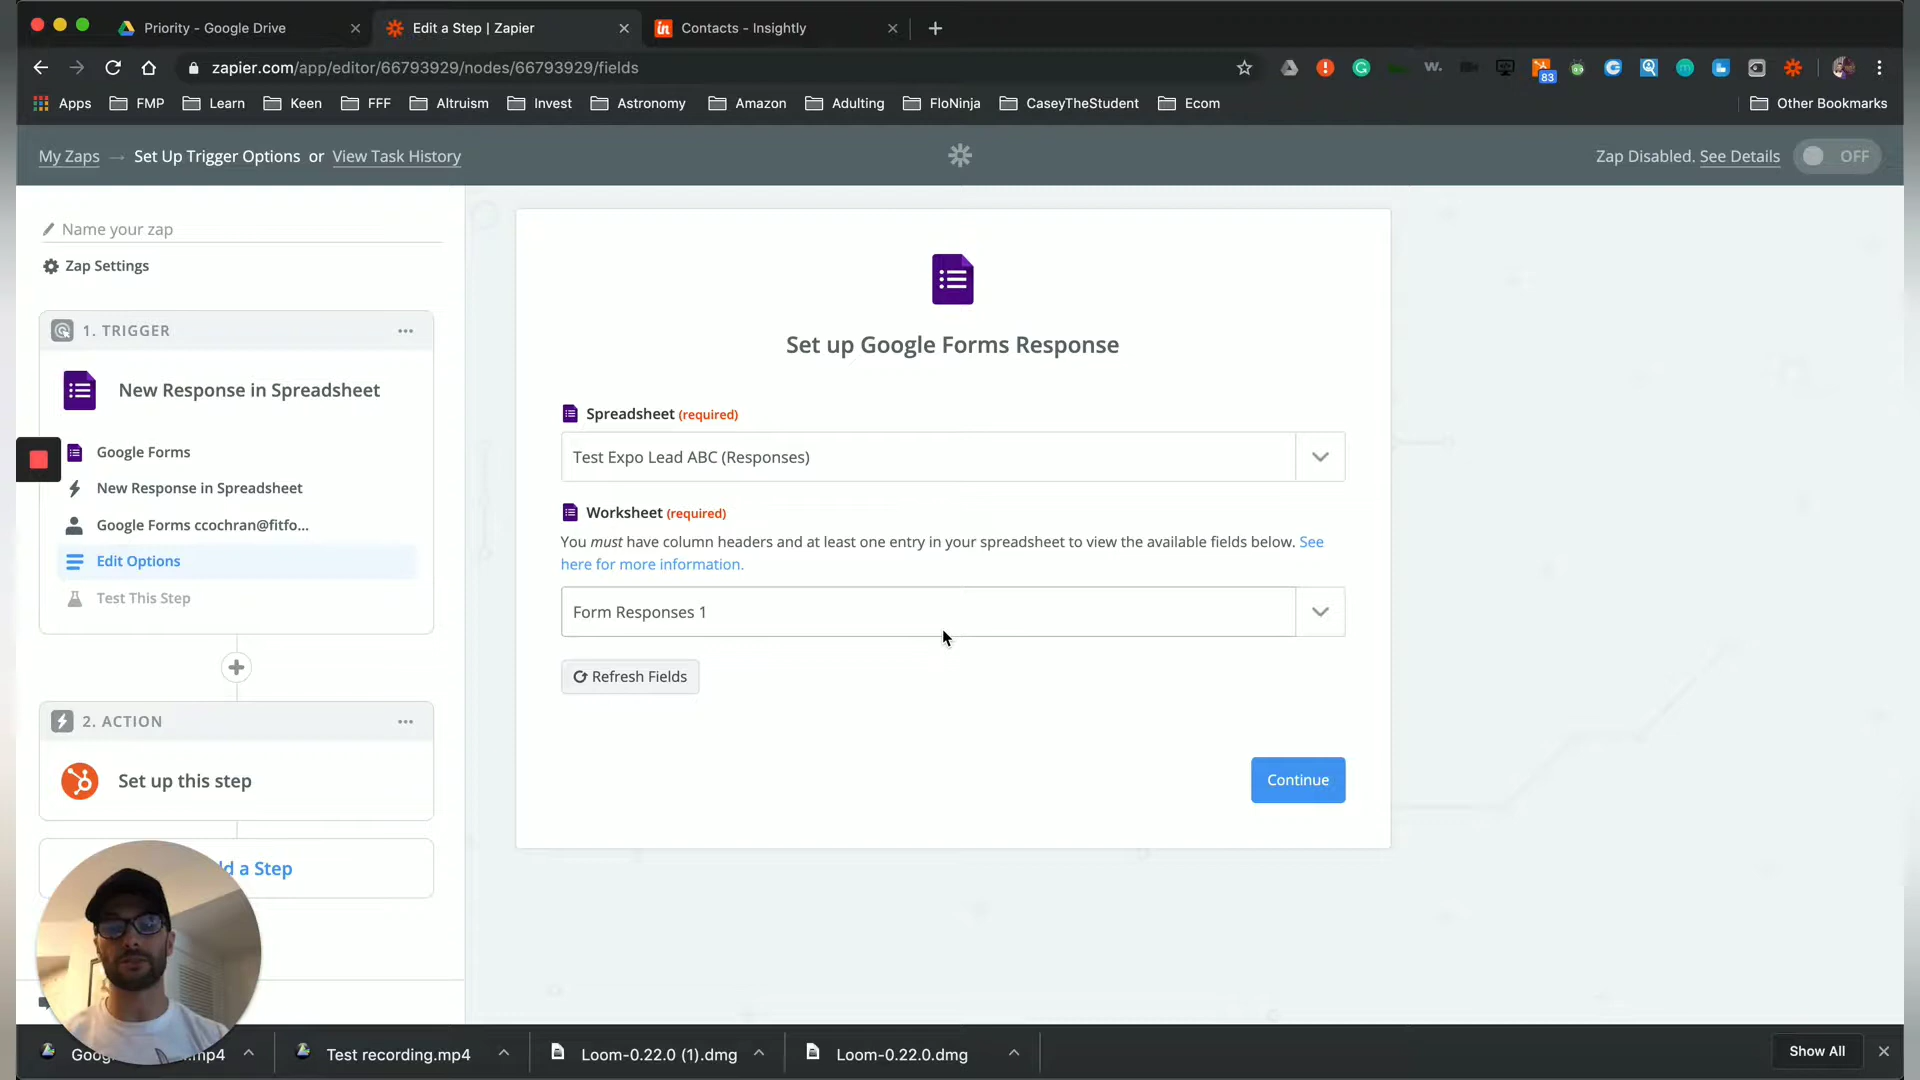 Priority - Google Drive
Edit a Step | Zapier
Contacts - Insightly
zapier.com/app/editor/66793929/nodes/66793929/fields
W.
83
Apps
FMP
Learn
Keen
FFF
Altruism
Invest
Astronomy
Amazon
Adulting
FloNinja
CaseyTheStudent
Ecom
Other Bookmarks
My Zaps → Set Up Trigger Options or View Task History
Zap Disabled. See Details
OFF
Name your zap
Zap Settings
1. TRIGGER
New Response in Spreadsheet
Google Forms
New Response in Spreadsheet
Google Forms ccochran@fitfo...
Edit Options
Test This Step
2. ACTION
Set up this step
d a Step
Set up Google Forms Response
Spreadsheet (required)
Test Expo Lead ABC (Responses)
Worksheet (required)
You must have column headers and at least one entry in your spreadsheet to view the available fields below. See
here for more information.
Form Responses 1
Refresh Fields
Continue
.mp4
Test recording.mp4
Loom-0.22.0 (1).dmg
Loom-0.22.0.dmg
Show All